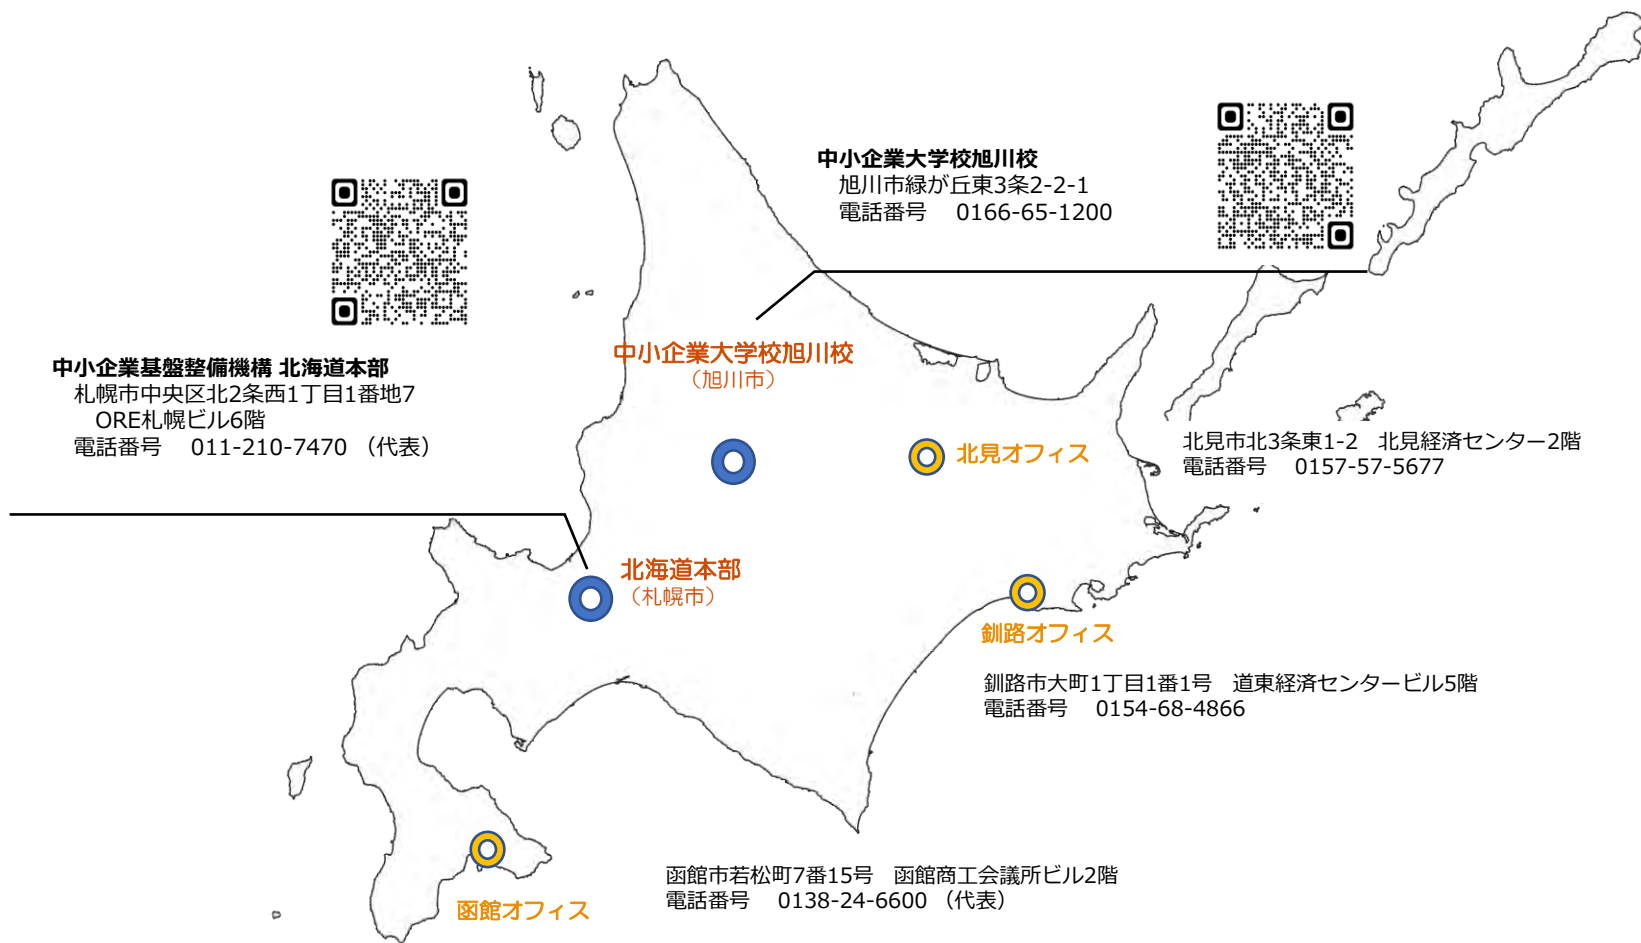 中小企業大学校旭川校
旭川市緑が丘東3条2-2-1
電話番号　0166-65-1200
中小企業基盤整備機構 北海道本部
札幌市中央区北2条西1丁目1番地7
ORE札幌ビル6階
電話番号　011-210-7470 （代表）
中小企業大学校旭川校
（旭川市）
北見オフィス
北見市北3条東1-2　北見経済センター2階
電話番号　0157-57-5677
北海道本部
（札幌市）
釧路オフィス
釧路市大町1丁目1番1号　道東経済センタービル5階
電話番号　0154-68-4866
函館オフィス
函館市若松町7番15号　函館商工会議所ビル2階
電話番号　0138-24-6600 （代表）